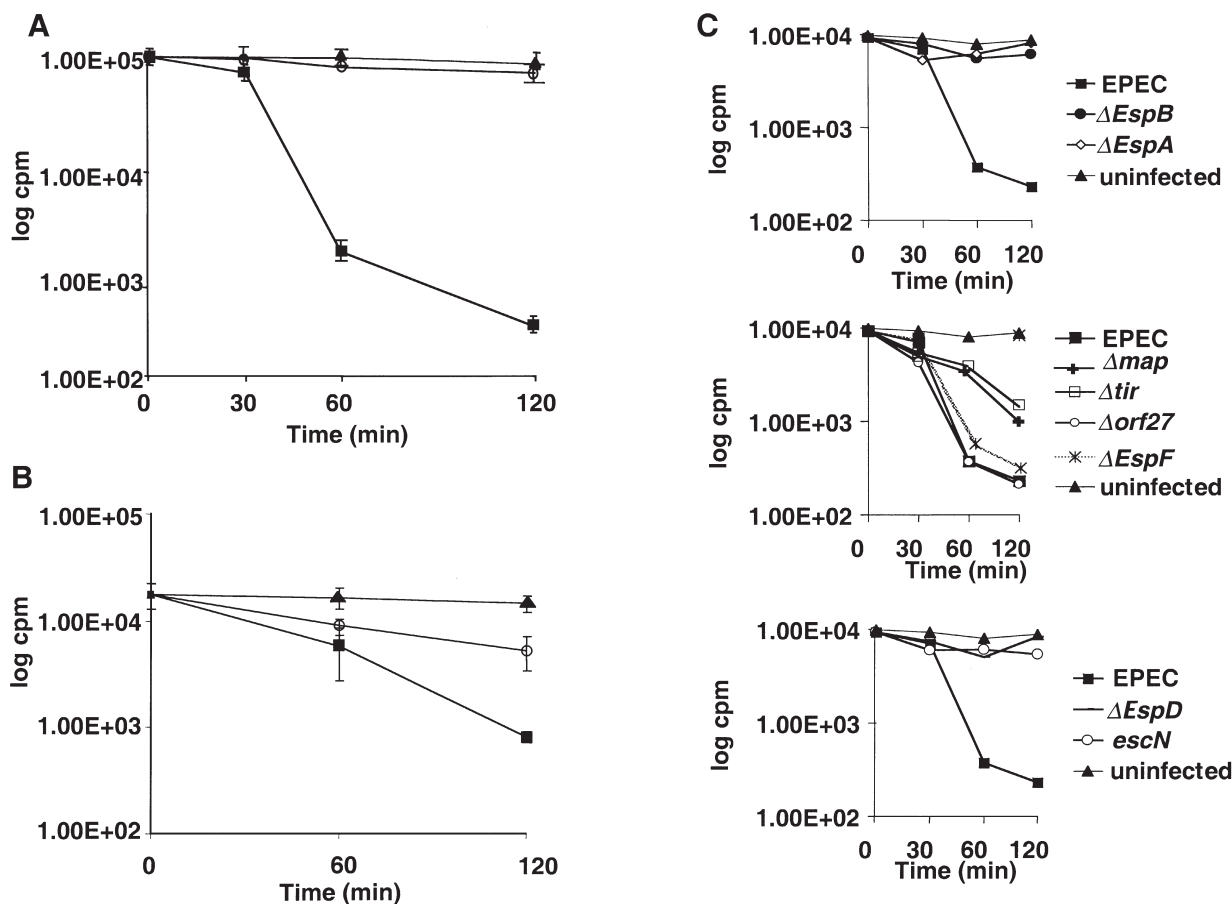 A
1.00E+05
1.00E+04
1.00E+03
1.00E+02
log cpm
0 30 60 120
Time (min)
B
1.00E+05
1.00E+04
1.00E+03
1.00E+02
log cpm
0 60 120
Time (min)
C
1.00E+04
1.00E+03
1.00E+02
log cpm
0 30 60 120
Time (min)
EPEC
ΔEspB
ΔEspA
uninfected
1.00E+04
1.00E+03
1.00E+02
log cpm
0 30 60 120
Time (min)
EPEC
Δmap
Δtir
Δorf27
ΔEspF
uninfected
1.00E+04
1.00E+03
1.00E+02
log cpm
0 30 60 120
Time (min)
EPEC
ΔEspD
escN
uninfected